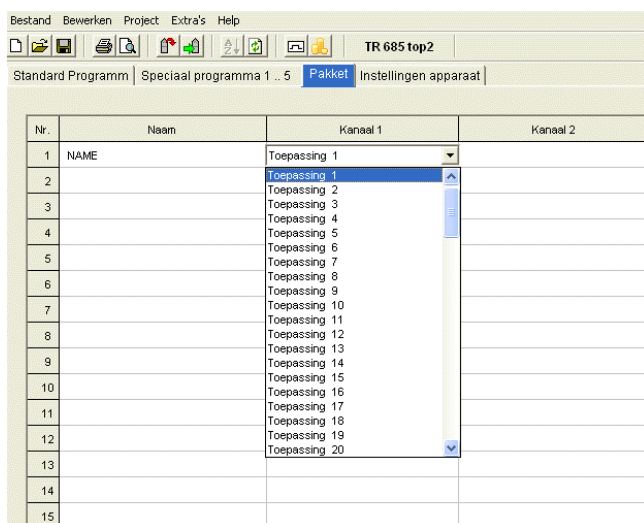 Bestand Bewerken Project Extra's Help
TR 685 top2
Standard Programm Speciaal programma 1 .. 5 Pakket Instellingen apparaat
Nr. Naam Kanaal 1 Kanaal 2
1 NAME Toepassing 1
Toepassing 1
2 Toepassing 2
3 Toepassing 3
Toepassing 4
4 Toepassing 5
Toepassing 6
5 Toepassing 7
Toepassing 8
6 Toepassing 9
Toepassing 10
7 Toepassing 11
8 Toepassing 12
Toepassing 13
9 Toepassing 14
Toepassing 15
10 Toepassing 16
Toepassing 17
11 Toepassing 18
12 Toepassing 19
Toepassing 20
13
14
15